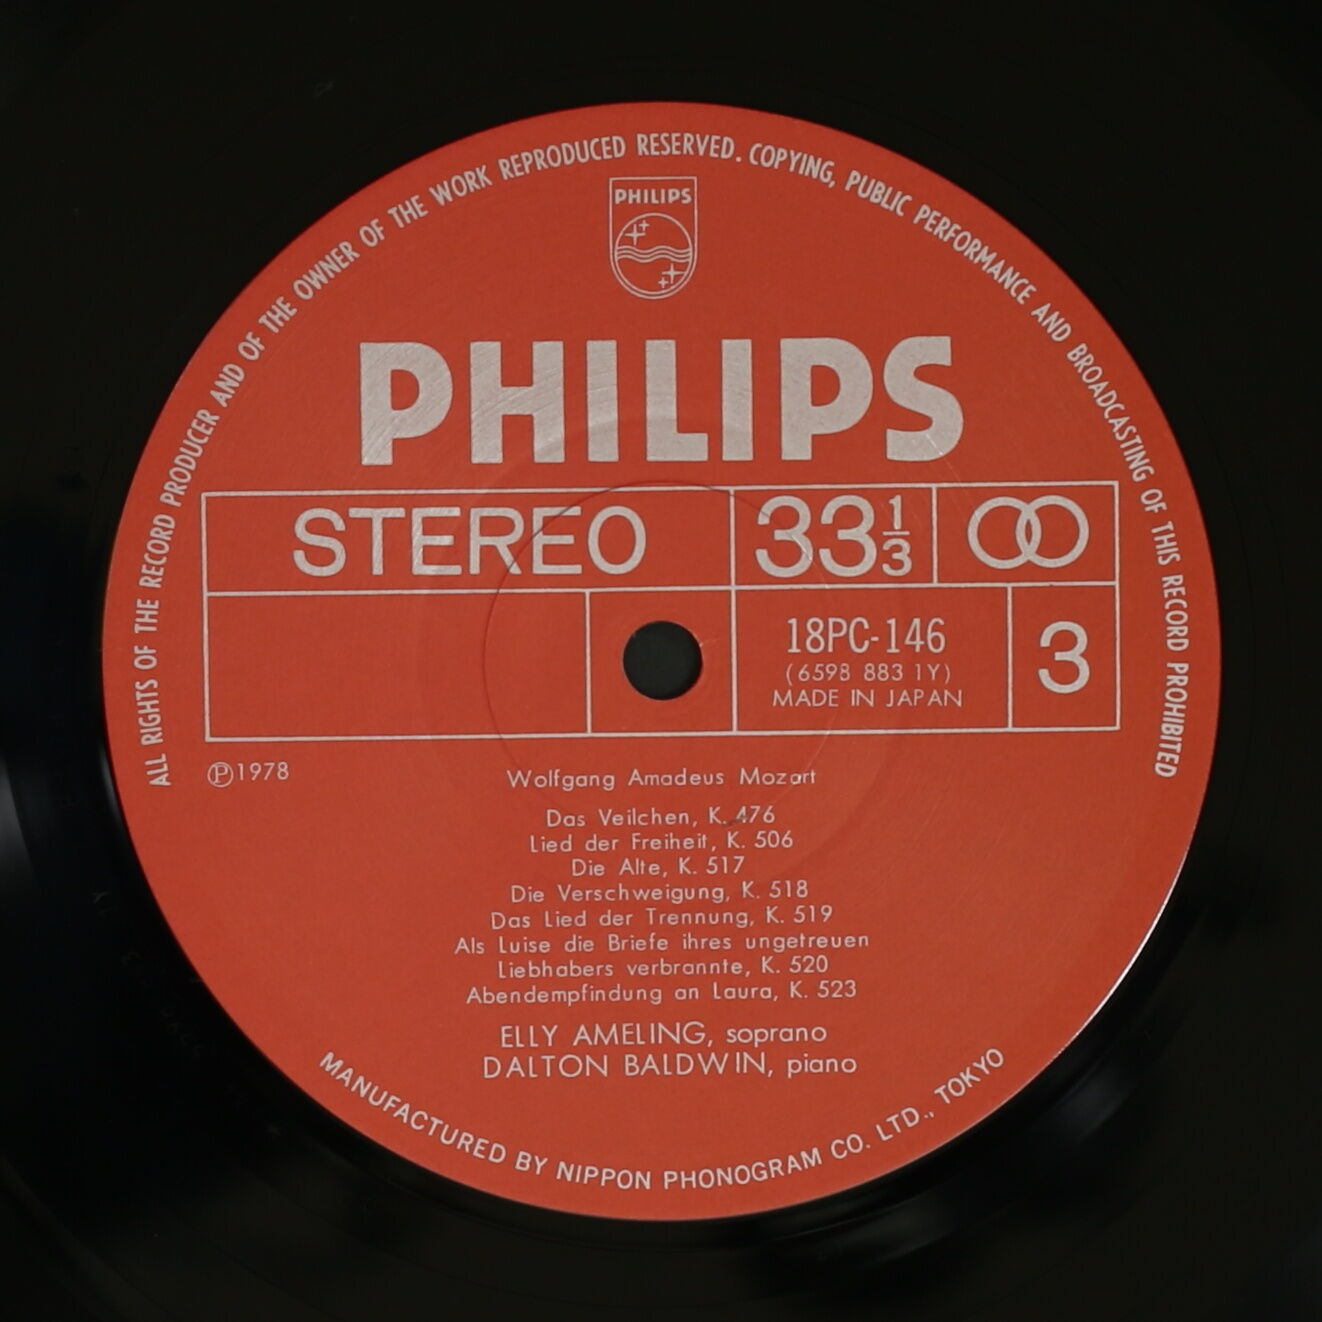 ALL RIGHTS OF THE RECORD PRODUCER AND OF THE OWNER OF THE WORK REPRODUCED RESERVED. COPYING, PUBLIC PERFORMANCE AND BROADCASTING OF THIS RECORD PROHIBITED
PHILIPS
PHILIPS
STEREO 33 1/3
18PC-146
(6598 883 1Y)
MADE IN JAPAN
3
Ⓟ1978
Wolfgang Amadeus Mozart
Das Veilchen, K. 476
Lied der Freiheit, K. 506
Die Alte, K. 517
Die Verschweigung, K. 518
Das Lied der Trennung, K. 519
Als Luise die Briefe ihres ungetreuen
Liebhabers verbrannte, K. 520
Abendempfindung an Laura, K. 523
ELLY AMELING, soprano
DALTON BALDWIN, piano
MANUFACTURED BY NIPPON PHONOGRAM CO. LTD., TOKYO